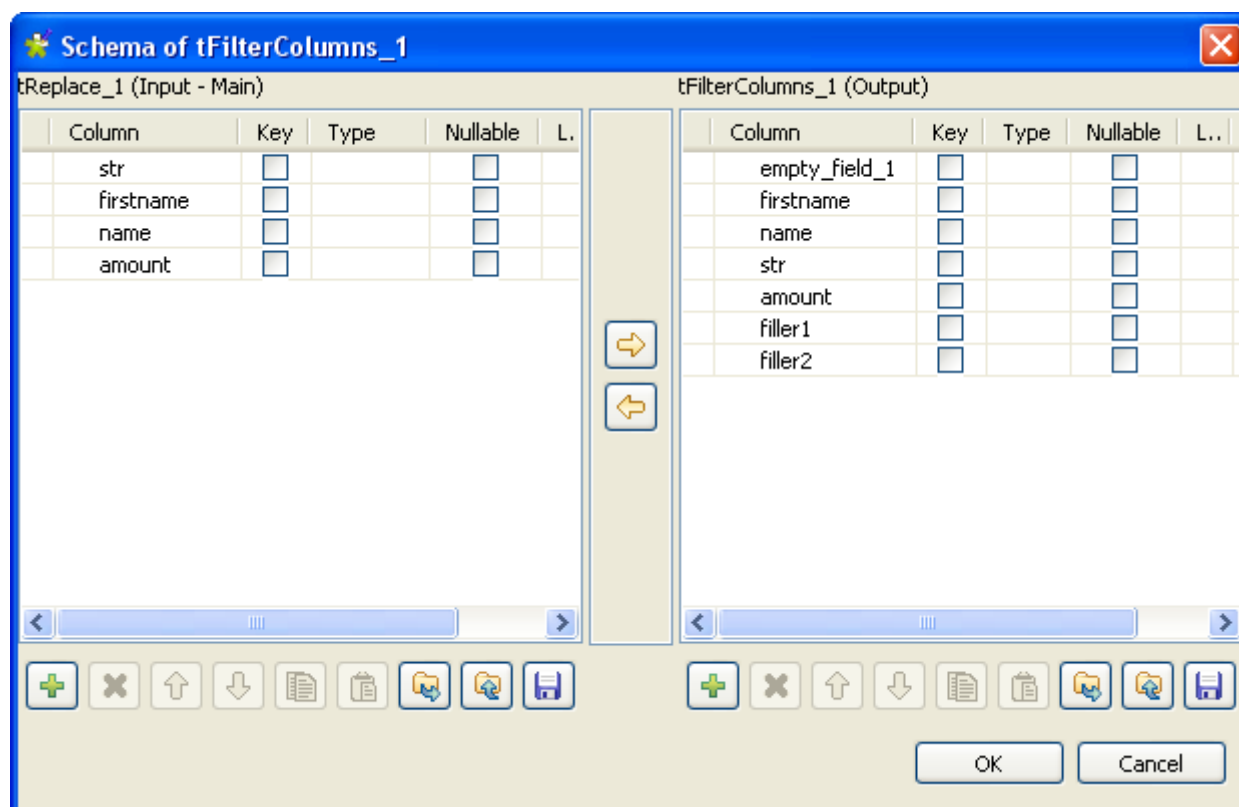 Schema of tFilterColumns_1
tReplace_1 (Input - Main)
Column Key Type Nullable L.
str
firstname
name
amount
tFilterColumns_1 (Output)
Column Key Type Nullable L..
empty_field_1
firstname
name
str
amount
filler1
filler2
OK Cancel